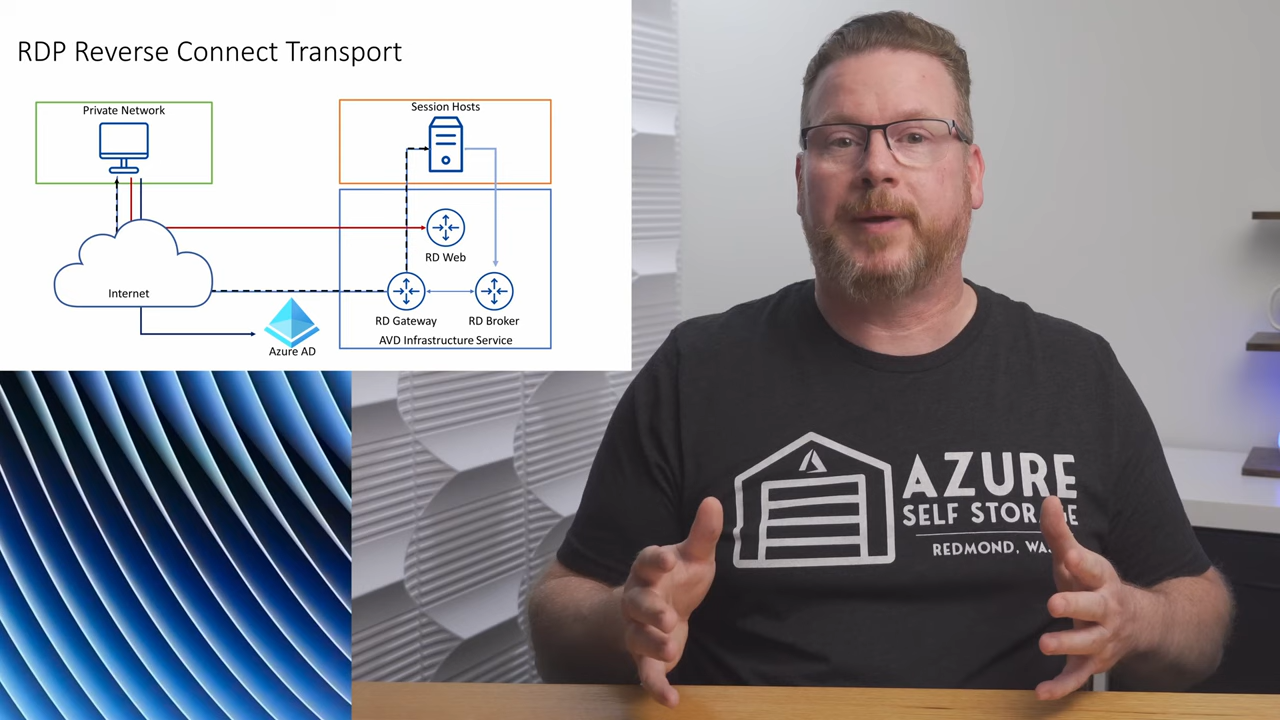 RDP Reverse Connect Transport
Private Network
Session Hosts
RD Web
Internet
RD Gateway
RD Broker
AVD Infrastructure Service
Azure AD
AZURE
SELF STORAGE
REDMOND, WA.